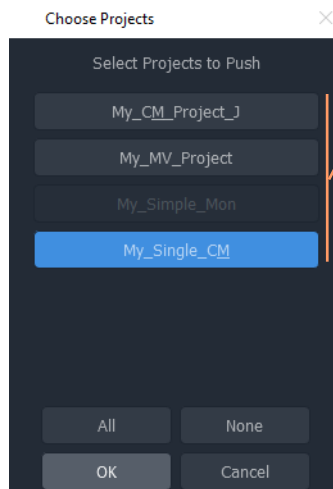 Choose Projects
Select Projects to Push
My_CM_Project_J
My_MV_Project
My_Simple_Mon
My_Single_CM
All None
OK Cancel